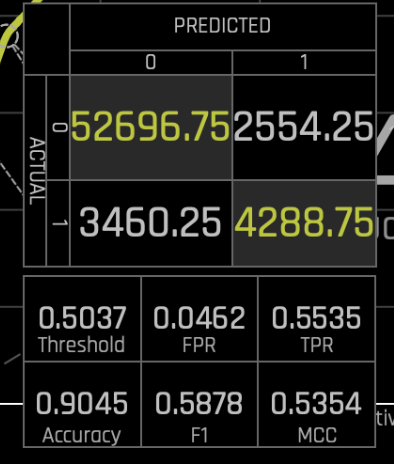 PREDICTED
0 1
ACTUAL
0 52696.75 2554.25
1 3460.25 4288.75
0.5037 0.0462 0.5535
Threshold FPR TPR
0.9045 0.5878 0.5354
Accuracy F1 MCC